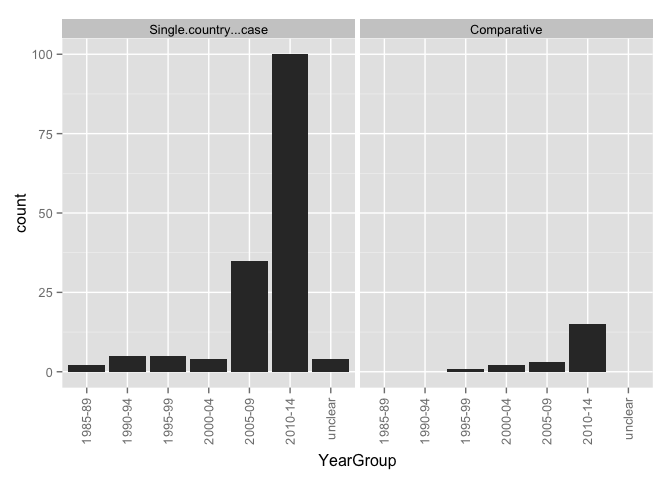 Single.country...case
Comparative
100
75
50
25
0
count
1985-89
1990-94
1995-99
2000-04
2005-09
2010-14
unclear
1985-89
1990-94
1995-99
2000-04
2005-09
2010-14
unclear
YearGroup